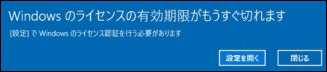 Windows のライセンスの有効期限がもうすぐ切れます
[設定] で Windows のライセンス認証を行う必要があります
設定を開く
閉じる